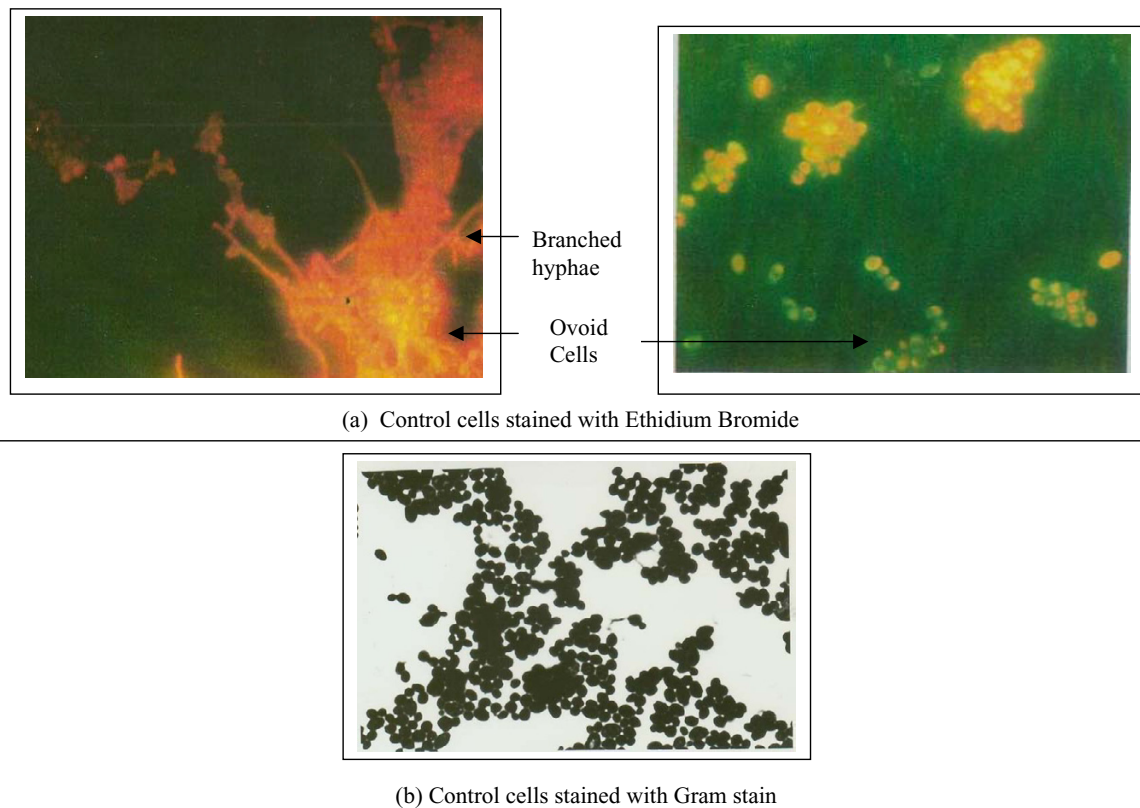 Branched
hyphae
Ovoid
Cells
(a) Control cells stained with Ethidium Bromide
(b) Control cells stained with Gram stain